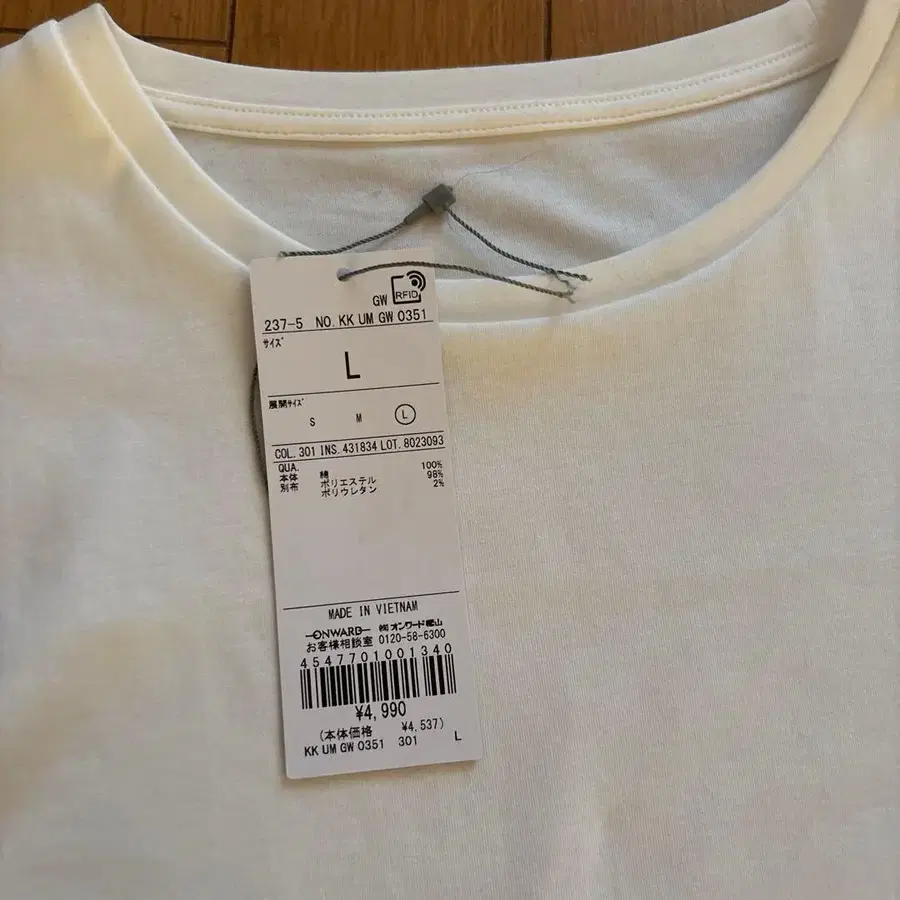 GW RFID
237-5 NO. KK UM GW 0351
サイズ
L
展開サイズ
S M L
COL. 301 INS. 431834 LOT. 8023093
QUA.
本体 綿 100%
別布 ポリエステル 98%
ポリウレタン 2%
MADE IN VIETNAM
ONWARD ㈱オンワード樫山
お客様相談室 0120-58-6300
4547701001340
¥4,990
(本体価格 ¥4,537)
KK UM GW 0351 301 L